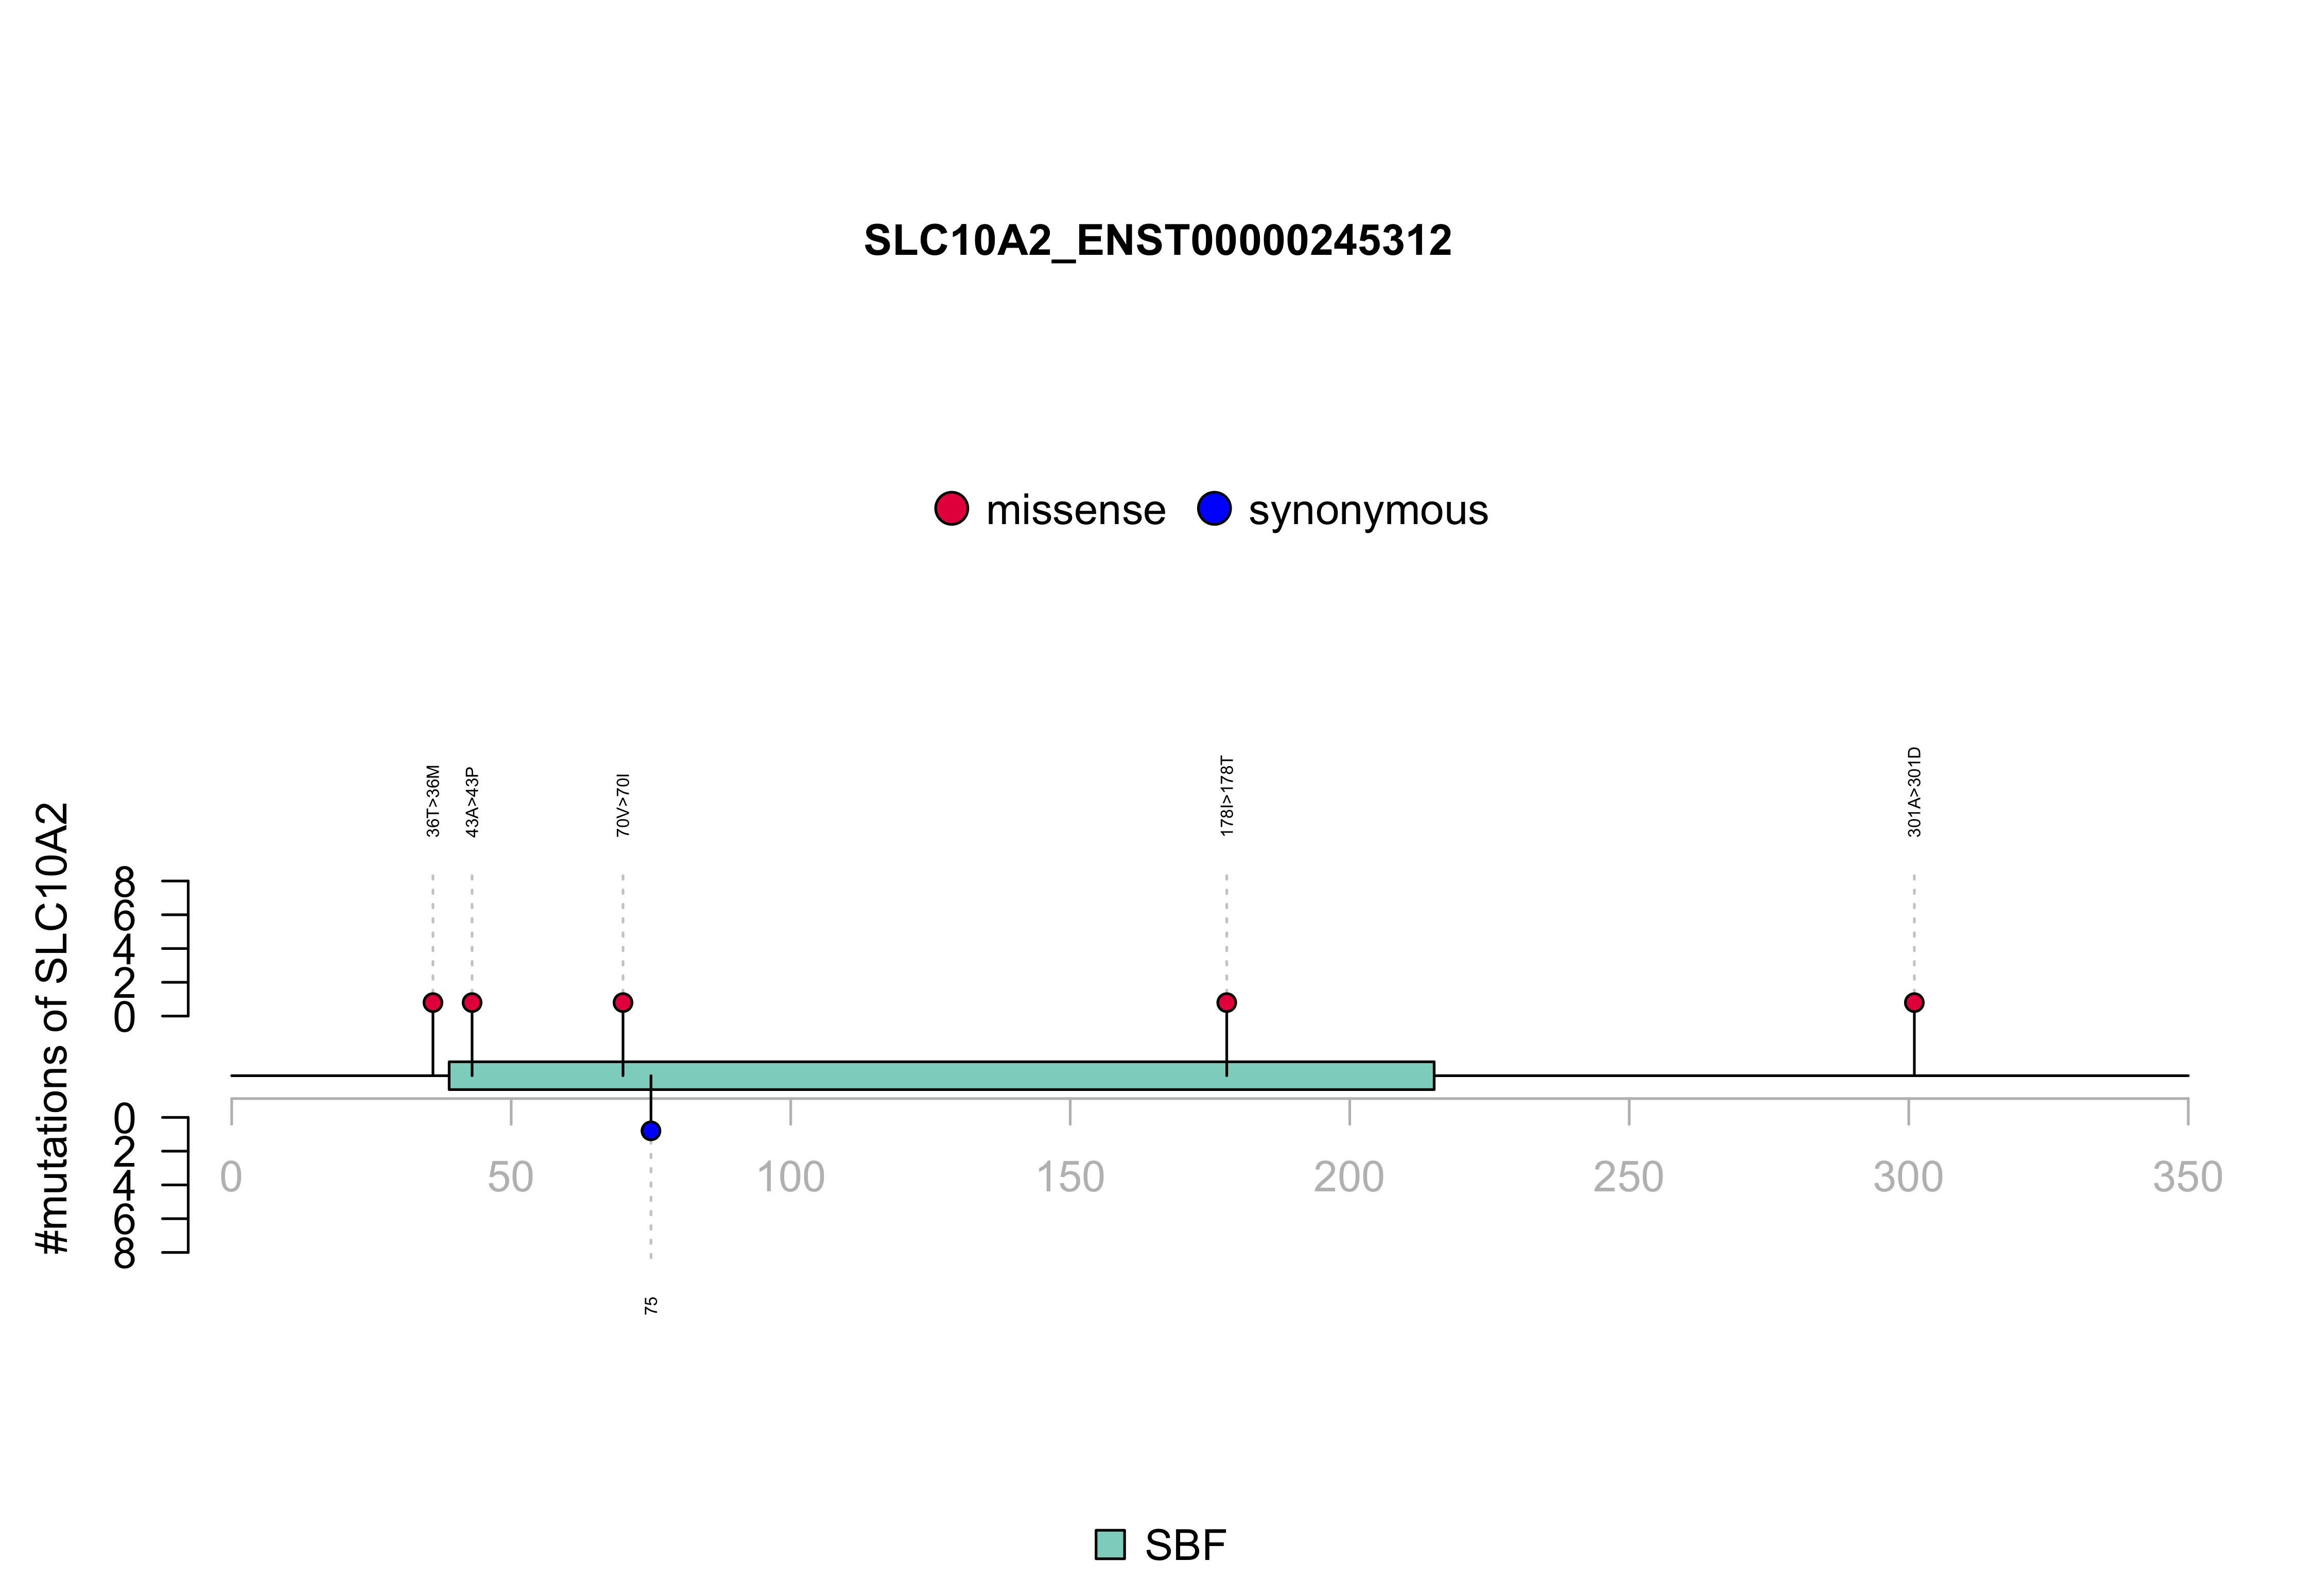 SLC10A2_ENST00000245312
missense synonymous
36T>36M
43A>43P
70V>70I
178I>178T
301A>301D
#mutations of SLC10A2
8
6
4
2
0
0
2
4
6
8
0 50 100 150 200 250 300 350
75
SBF